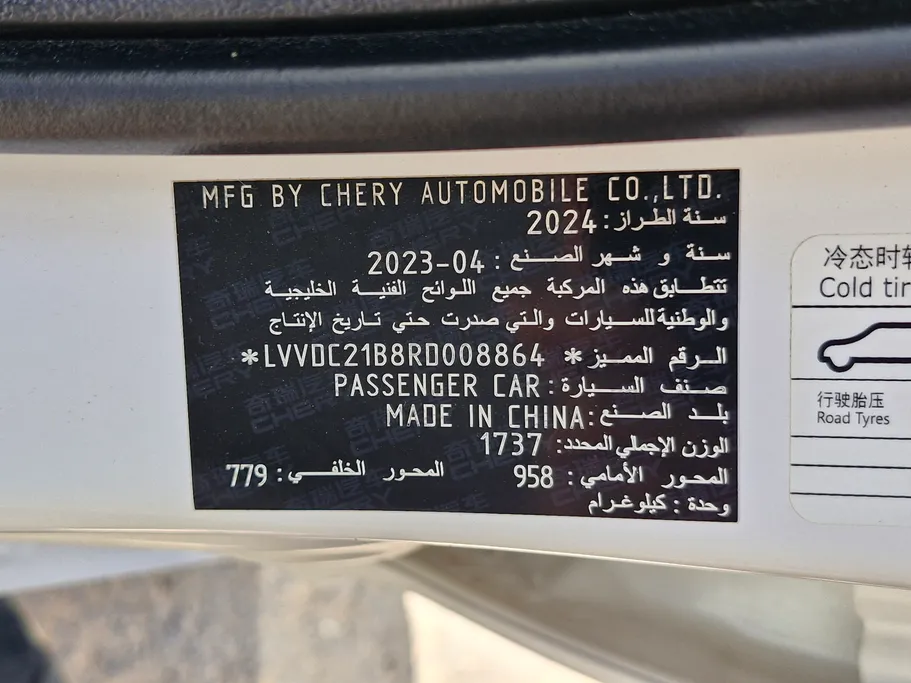 MFG BY CHERY AUTOMOBILE CO.,LTD.
سنة الطراز: 2024
سنة و شهر الصنع : 2023-04
تتطابق هذه المركبة جميع اللوائح الفنية الخليجية
والوطنية للسيارات والتي صدرت حتي تاريخ الإنتاج
الرقم المميز * LVVDC21B8RD008864*
صنف السيارة: PASSENGER CAR
بلد الصنع: MADE IN CHINA
الوزن الإجمالي المحدد: 1737
المحور الأمامي: 958 المحور الخلفي: 779
وحدة : كيلوغرام
冷态时
Cold
行驶胎压
Road Tyres